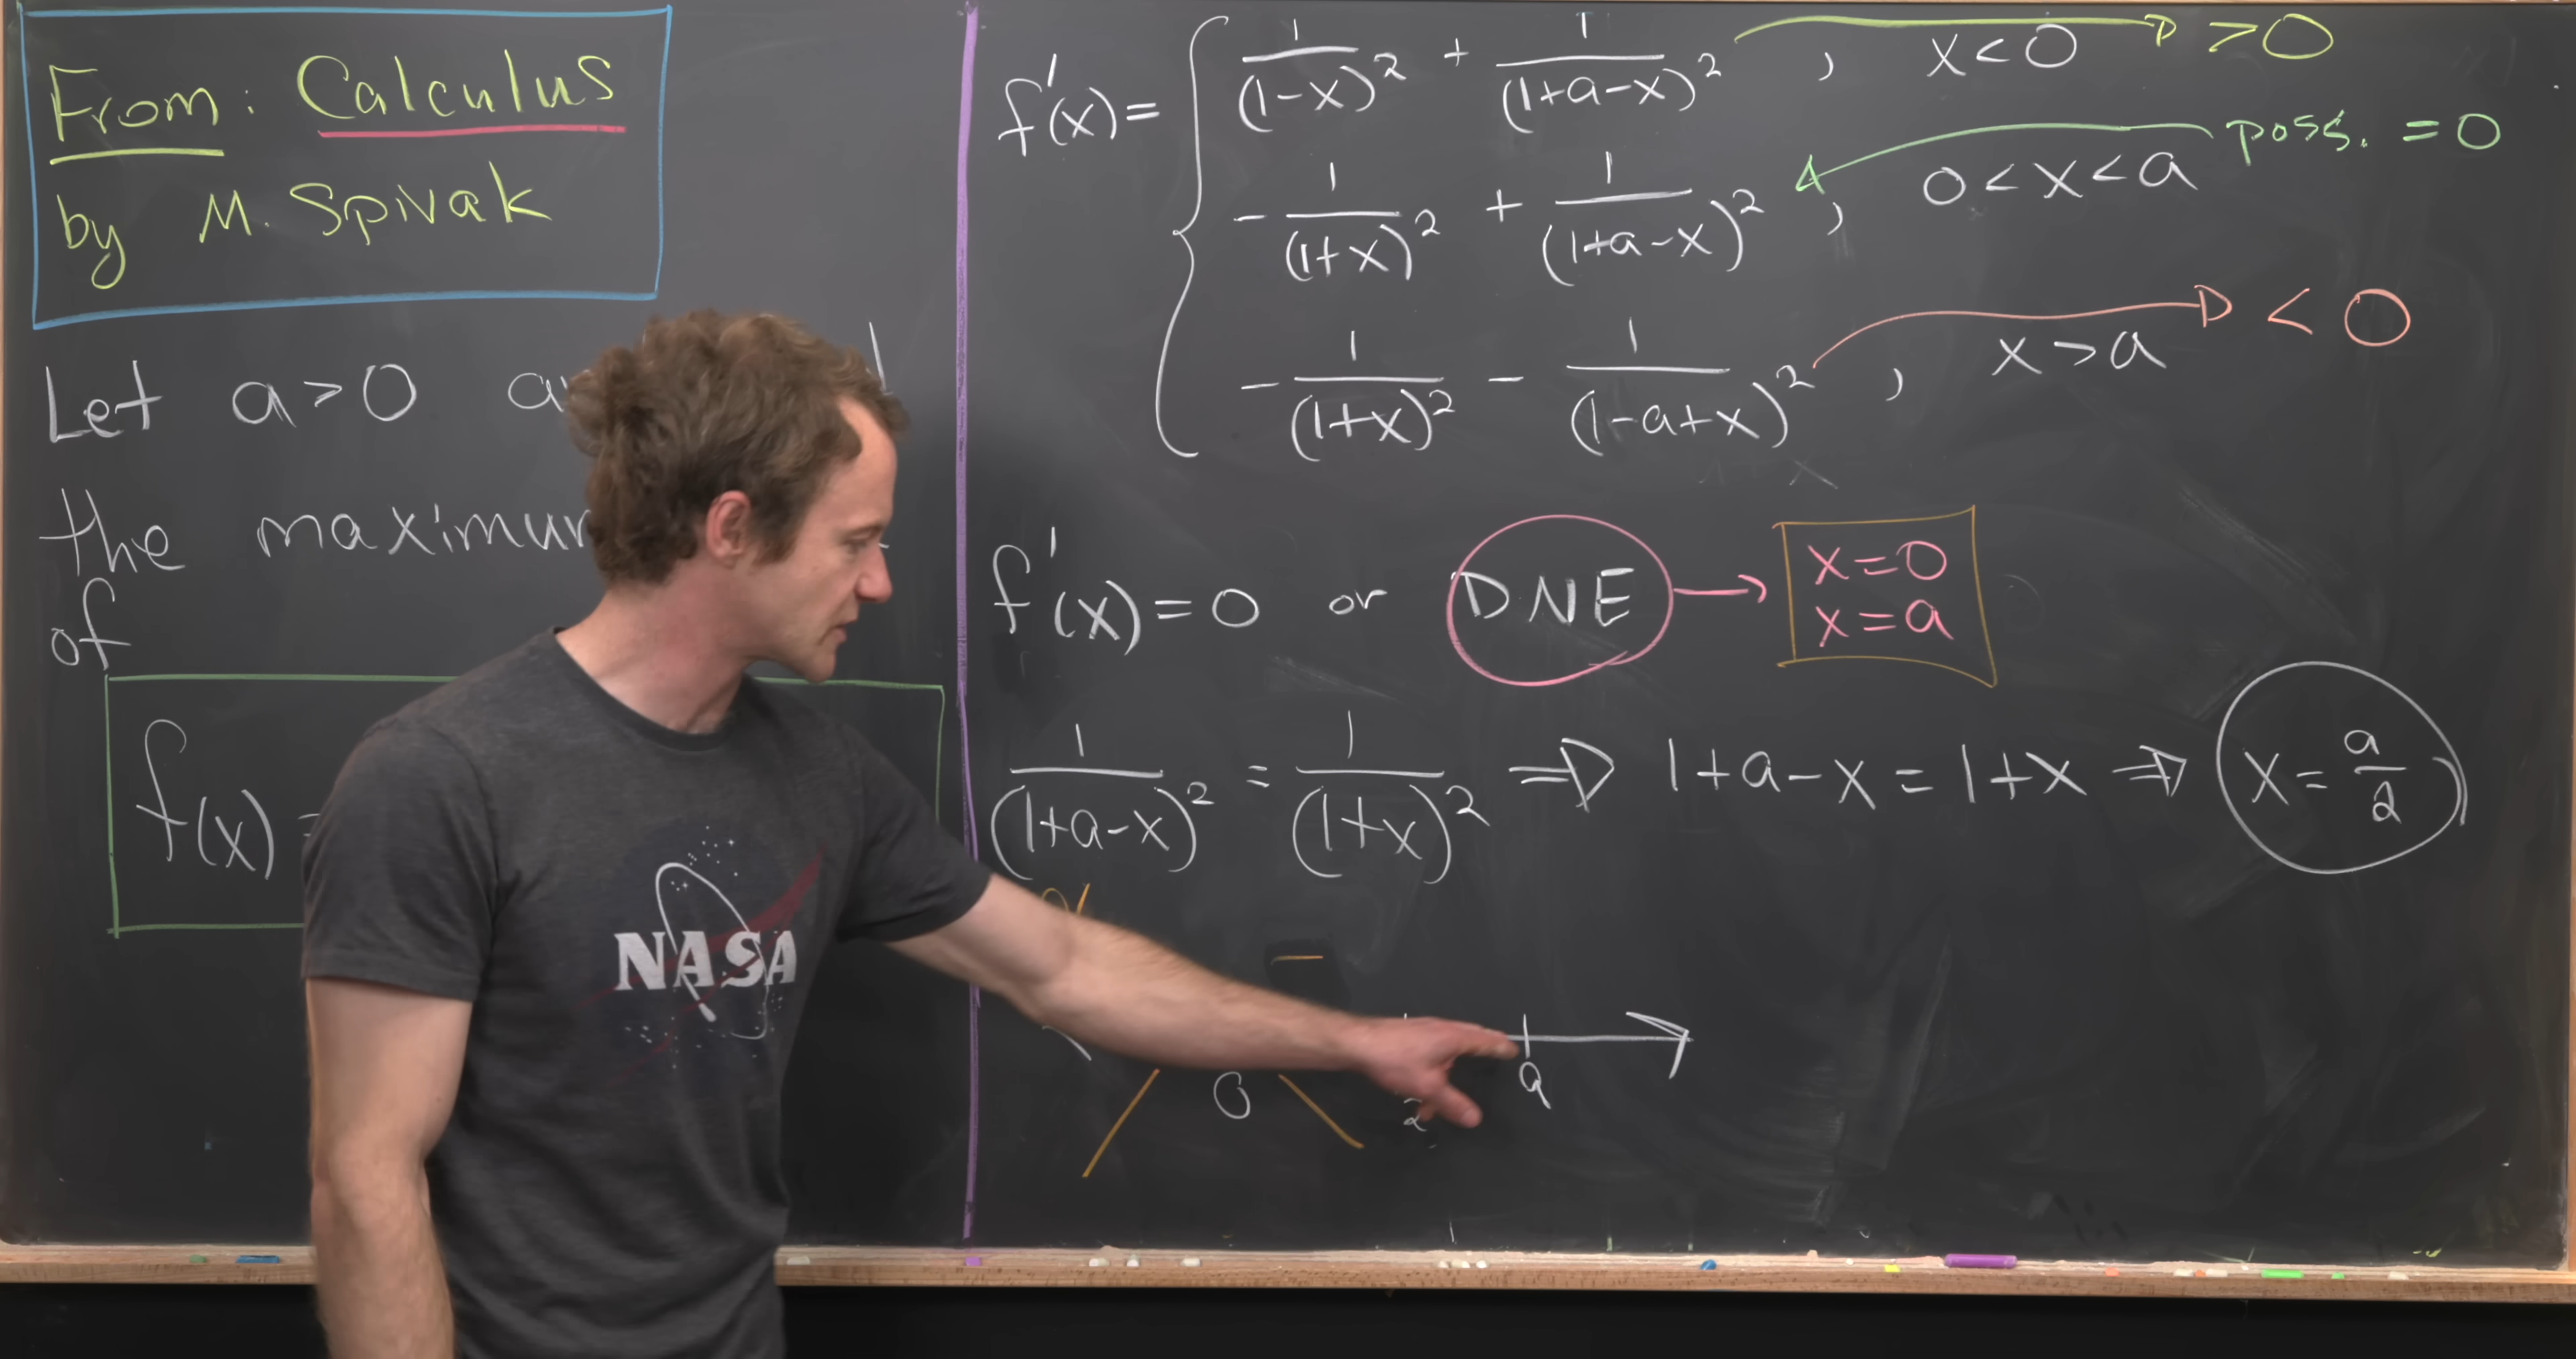 From: Calculus
by M. Spivak
Let a>0
the
of
f(x) =
NASA
f'(x) = { 1/(1-x)² + 1/(1+a-x)² , x<0 >0
- 1/(1+x)² + 1/(1+a-x)² , 0<x<a poss. =0
- 1/(1+x)² - 1/(1-a+x)² , x>a <0
f'(x)=0 or DNE → x=0
x=a
1/(1+a-x)² = 1/(1+x)² ⇒ 1+a-x=1+x ⇒ x=a/2
−
0 2 a